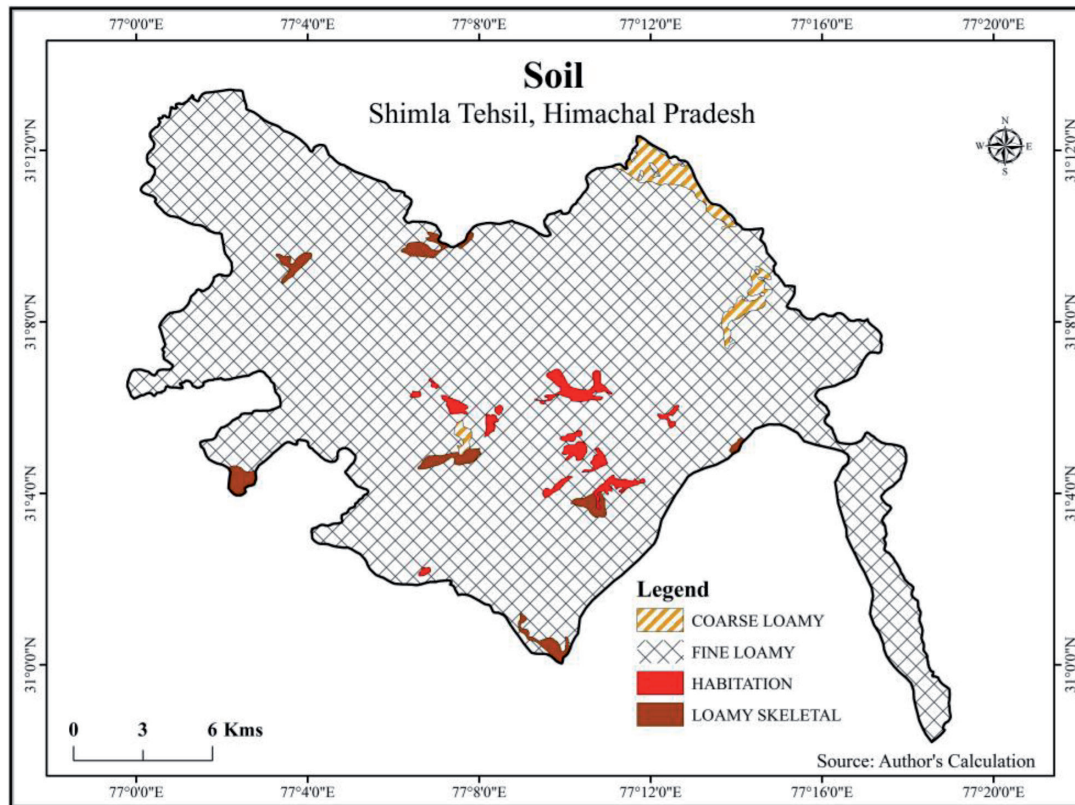 77°0'0"E 77°4'0"E 77°8'0"E 77°12'0"E 77°16'0"E 77°20'0"E
Soil
Shimla Tehsil, Himachal Pradesh
N
W E
S
31°12'0"N 31°12'0"N
31°8'0"N 31°8'0"N
31°4'0"N 31°4'0"N
31°0'0"N 31°0'0"N
Legend
COARSE LOAMY
FINE LOAMY
HABITATION
LOAMY SKELETAL
0 3 6 Kms
Source: Author's Calculation
77°0'0"E 77°4'0"E 77°8'0"E 77°12'0"E 77°16'0"E 77°20'0"E